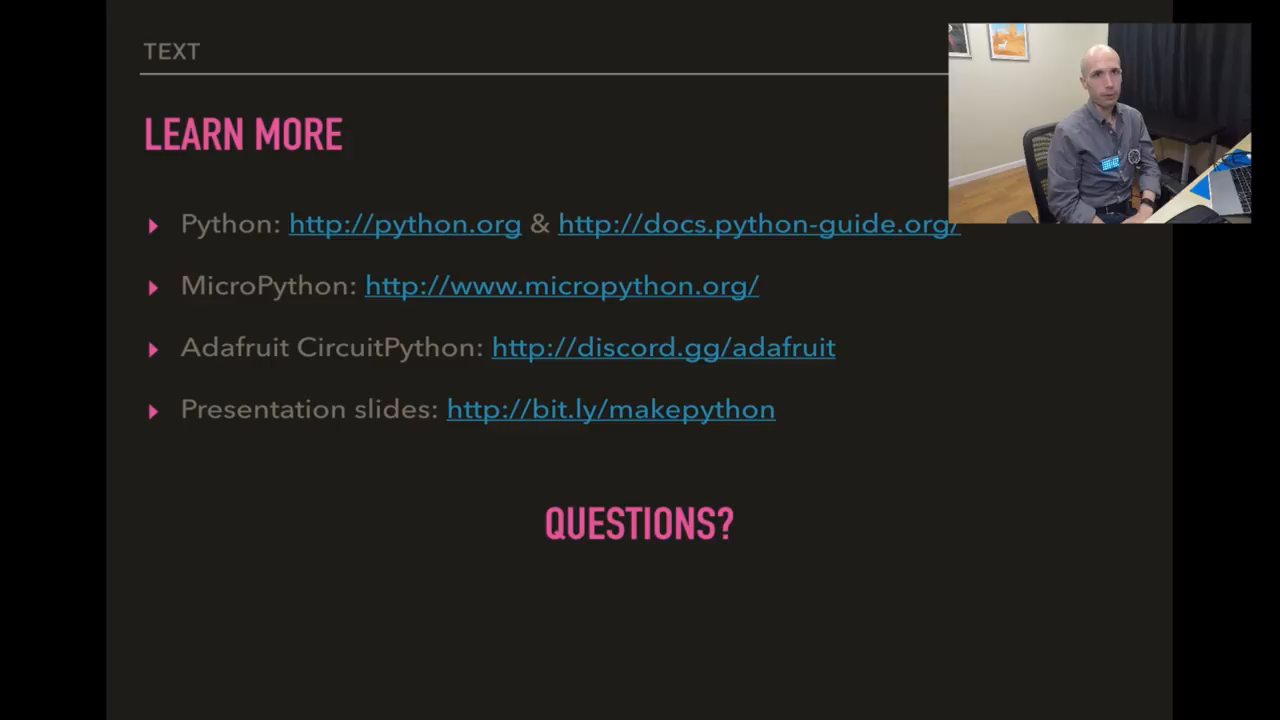 TEXT
LEARN MORE
Python: http://python.org & http://docs.python-guide.org/
MicroPython: http://www.micropython.org/
Adafruit CircuitPython: http://discord.gg/adafruit
Presentation slides: http://bit.ly/makepython
QUESTIONS?